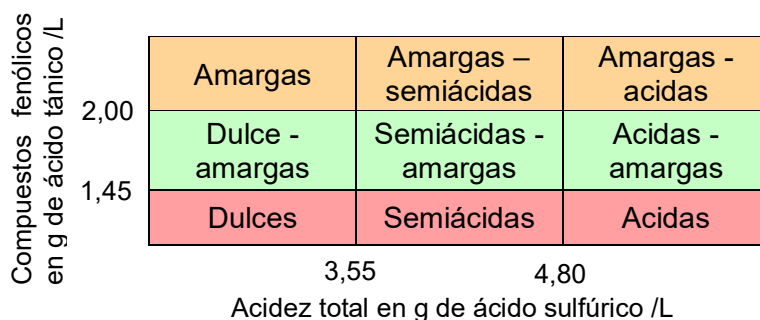 Compuestos fenólicos
en g de ácido tánico /L
Amargas
Amargas –
semiácidas
Amargas -
acidas
2,00
Dulce -
amargas
Semiácidas -
amargas
Acidas -
amargas
1,45
Dulces
Semiácidas
Acidas
3,55
4,80
Acidez total en g de ácido sulfúrico /L